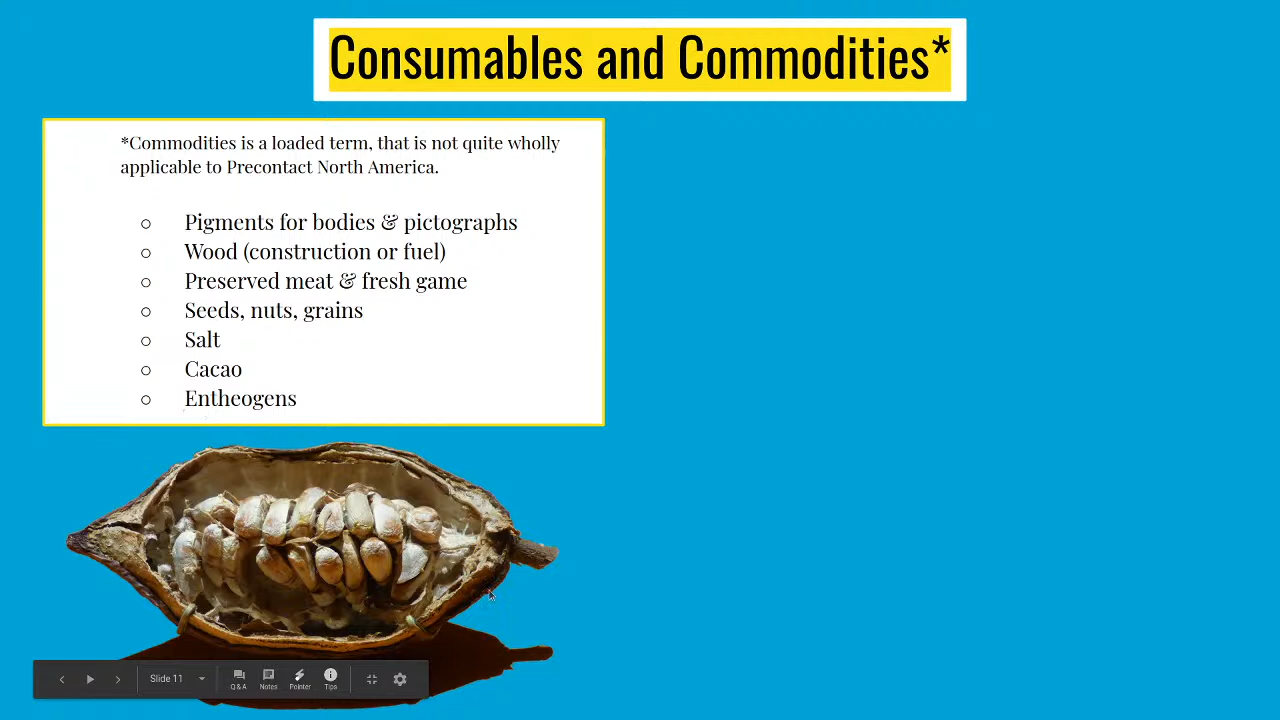 Consumables and Commodities*
*Commodities is a loaded term, that is not quite wholly
applicable to Precontact North America.
○ Pigments for bodies & pictographs
○ Wood (construction or fuel)
○ Preserved meat & fresh game
○ Seeds, nuts, grains
○ Salt
○ Cacao
○ Entheogens
Slide 11
Q&A Notes Pointer Tips